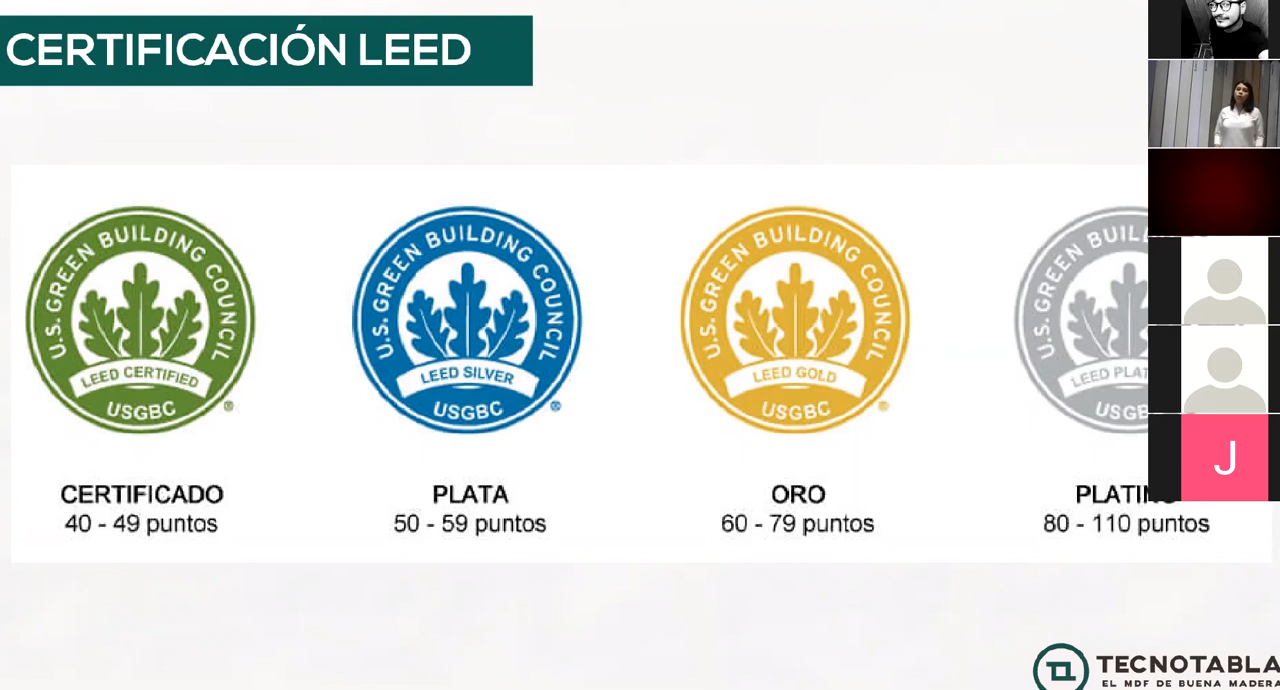 CERTIFICACIÓN LEED
U.S. GREEN BUILDING COUNCIL
LEED CERTIFIED
USGBC
®
U.S. GREEN BUILDING COUNCIL
LEED SILVER
USGBC
®
U.S. GREEN BUILDING COUNCIL
LEED GOLD
USGBC
®
U.S. GREEN
LEED
J
CERTIFICADO
40 - 49 puntos
PLATA
50 - 59 puntos
ORO
60 - 79 puntos
80 - 110 puntos
TECNOTABLA
EL MDF DE BUENA MADERA